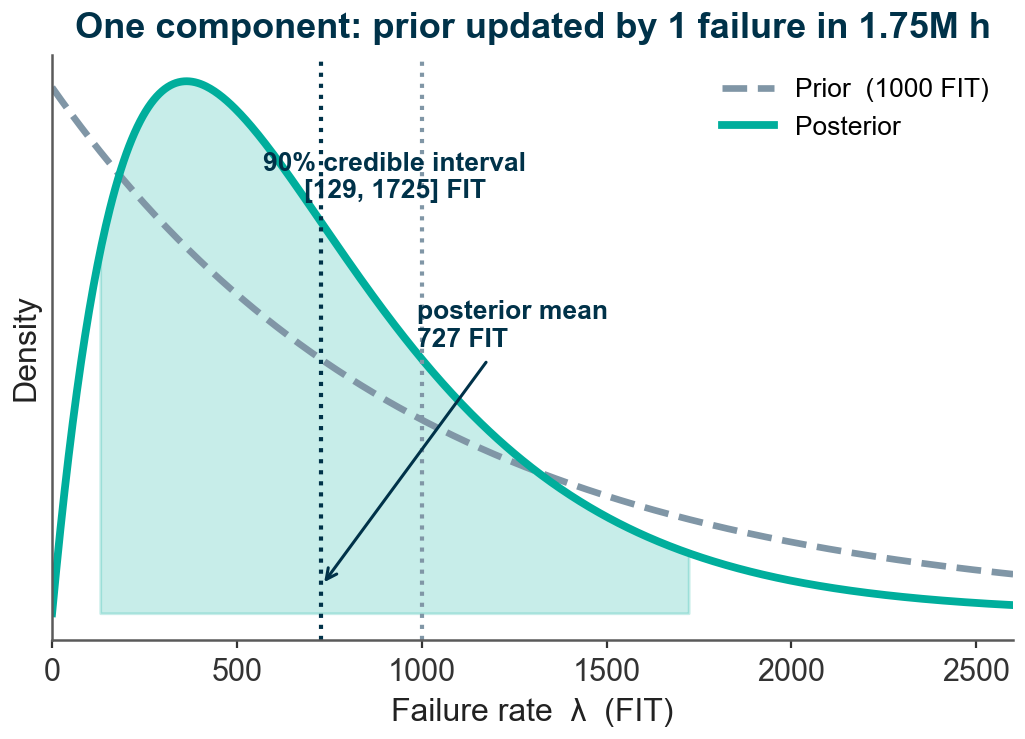 One component: prior updated by 1 failure in 1.75M h
Prior (1000 FIT)
Posterior
90% credible interval
[129, 1725] FIT
posterior mean
727 FIT
Density
0 500 1000 1500 2000 2500
Failure rate λ (FIT)